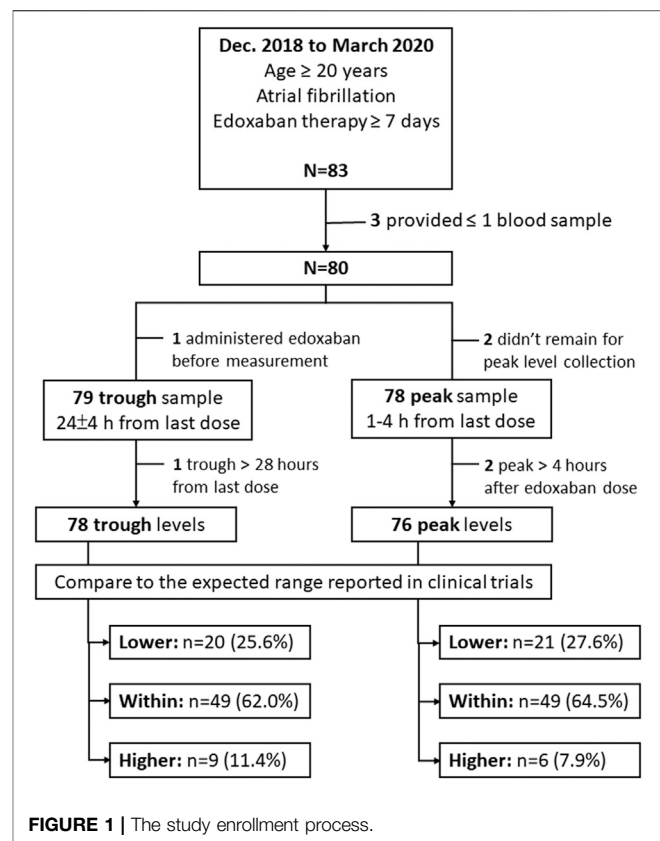 Dec. 2018 to March 2020
Age ≥ 20 years
Atrial fibrillation
Edoxaban therapy ≥ 7 days
N=83
3 provided ≤ 1 blood sample
N=80
1 administered edoxaban
before measurement
2 didn't remain for
peak level collection
79 trough sample
24±4 h from last dose
78 peak sample
1-4 h from last dose
1 trough > 28 hours
from last dose
2 peak > 4 hours
after edoxaban dose
78 trough levels
76 peak levels
Compare to the expected range reported in clinical trials
Lower: n=20 (25.6%)
Within: n=49 (62.0%)
Higher: n=9 (11.4%)
Lower: n=21 (27.6%)
Within: n=49 (64.5%)
Higher: n=6 (7.9%)
FIGURE 1 | The study enrollment process.